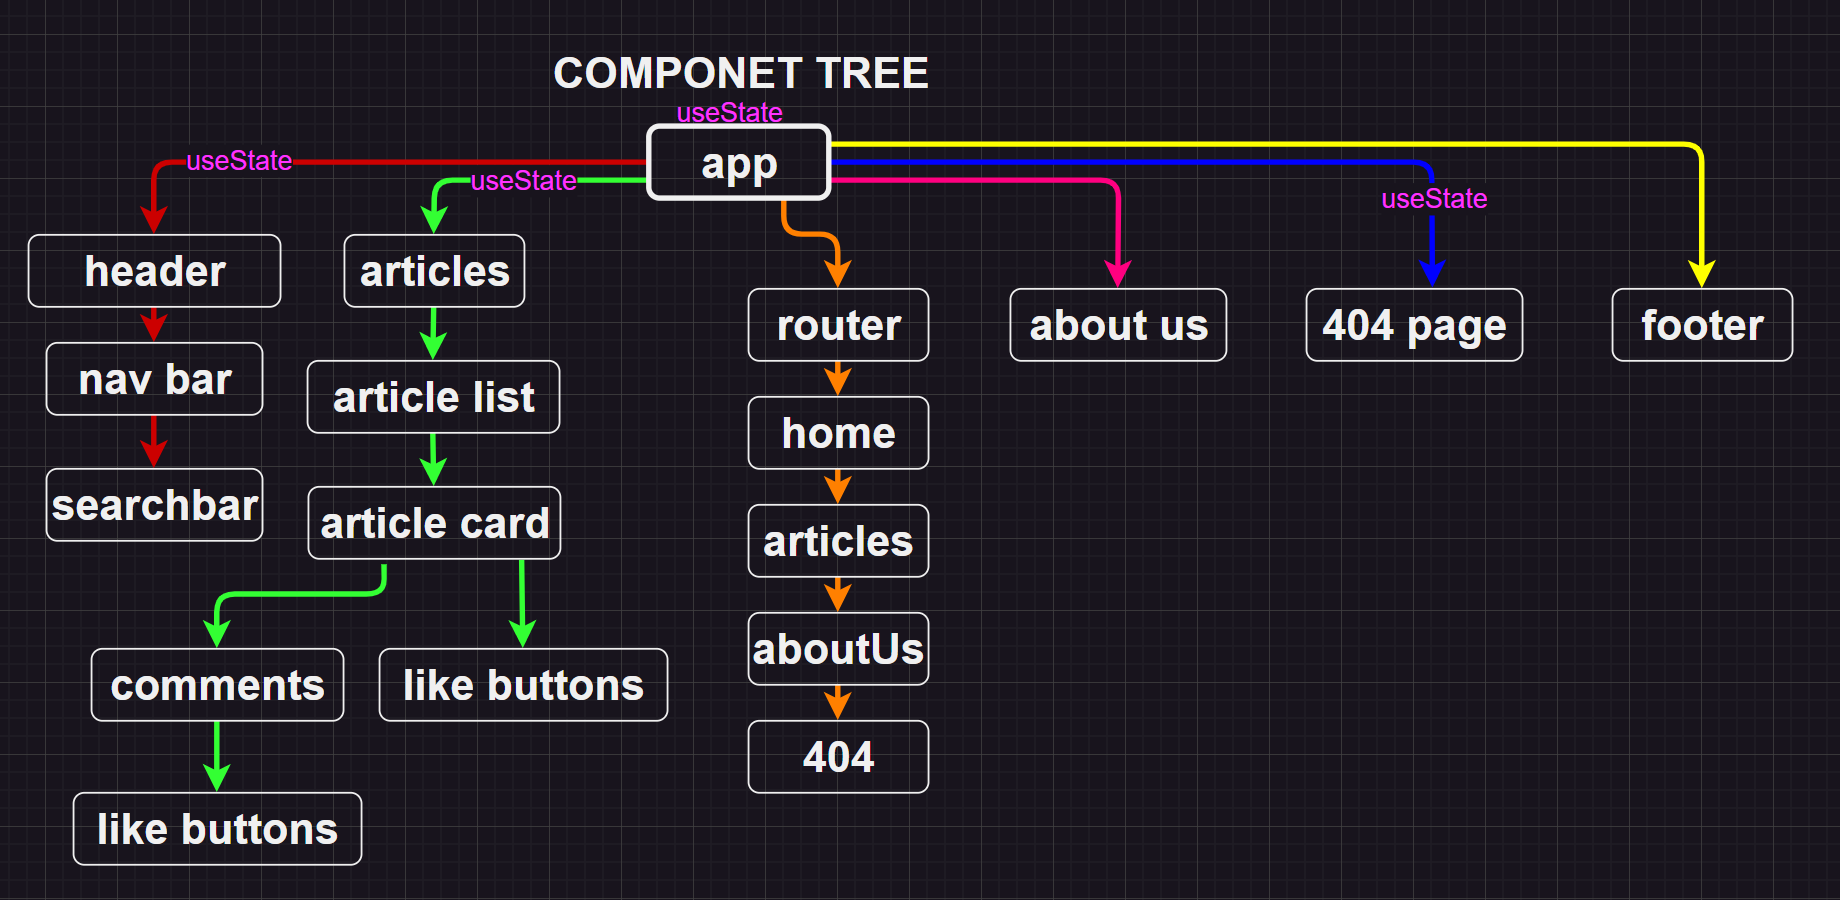 COMPONET TREE
useState
app
useState
useState
useState
header
articles
router
about us
404 page
footer
nav bar
article list
home
searchbar
article card
articles
aboutUs
comments
like buttons
404
like buttons